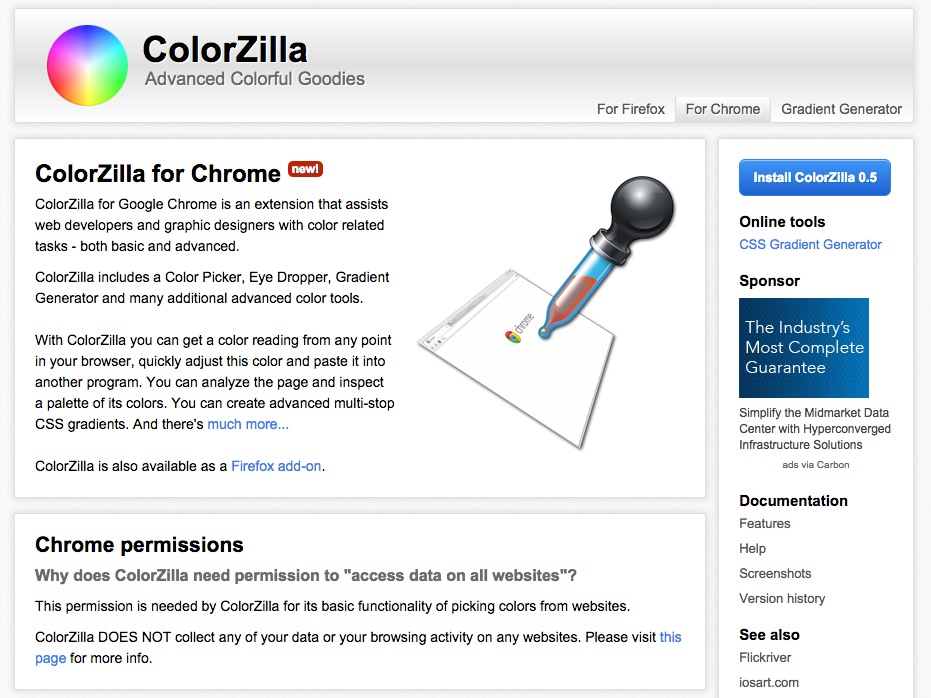 ColorZilla
Advanced Colorful Goodies
For Firefox
For Chrome
Gradient Generator
ColorZilla for Chrome new!
ColorZilla for Google Chrome is an extension that assists
web developers and graphic designers with color related
tasks - both basic and advanced.
ColorZilla includes a Color Picker, Eye Dropper, Gradient
Generator and many additional advanced color tools.
With ColorZilla you can get a color reading from any point
in your browser, quickly adjust this color and paste it into
another program. You can analyze the page and inspect
a palette of its colors. You can create advanced multi-stop
CSS gradients. And there's much more...
ColorZilla is also available as a Firefox add-on.
chrome
Chrome permissions
Why does ColorZilla need permission to "access data on all websites"?
This permission is needed by ColorZilla for its basic functionality of picking colors from websites.
ColorZilla DOES NOT collect any of your data or your browsing activity on any websites. Please visit this
page for more info.
Install ColorZilla 0.5
Online tools
CSS Gradient Generator
Sponsor
The Industry's
Most Complete
Guarantee
Simplify the Midmarket Data
Center with Hyperconverged
Infrastructure Solutions
ads via Carbon
Documentation
Features
Help
Screenshots
Version history
See also
Flickriver
iosart.com